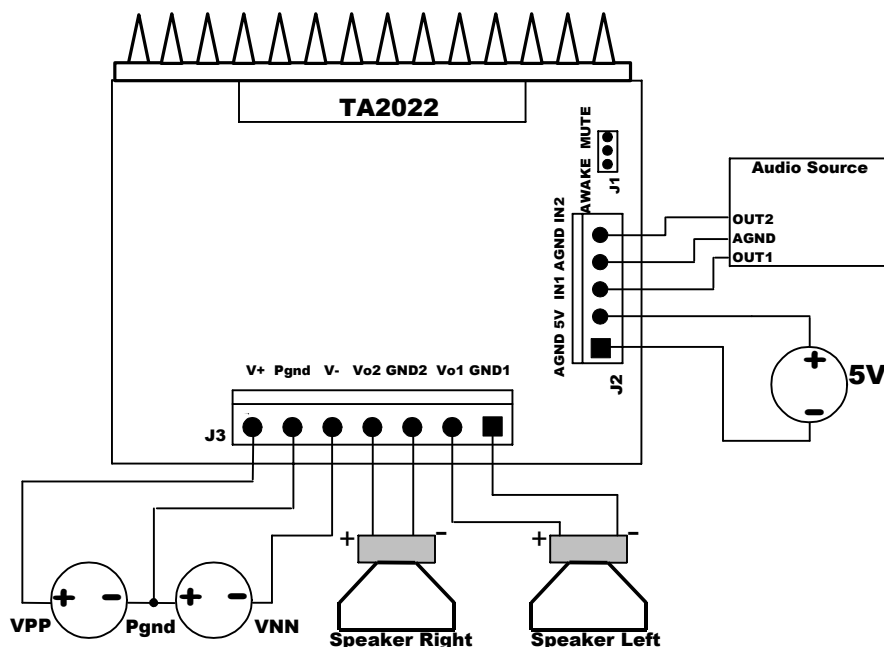 TA2022
AWAKE MUTE
J1
Audio Source
OUT2
AGND
OUT1
AGND 5V IN1 AGND IN2
J2
+
5V
-
V+ Pgnd V- Vo2 GND2 Vo1 GND1
J3
+ - + -
+ - + -
VPP Pgnd VNN
Speaker Right Speaker Left